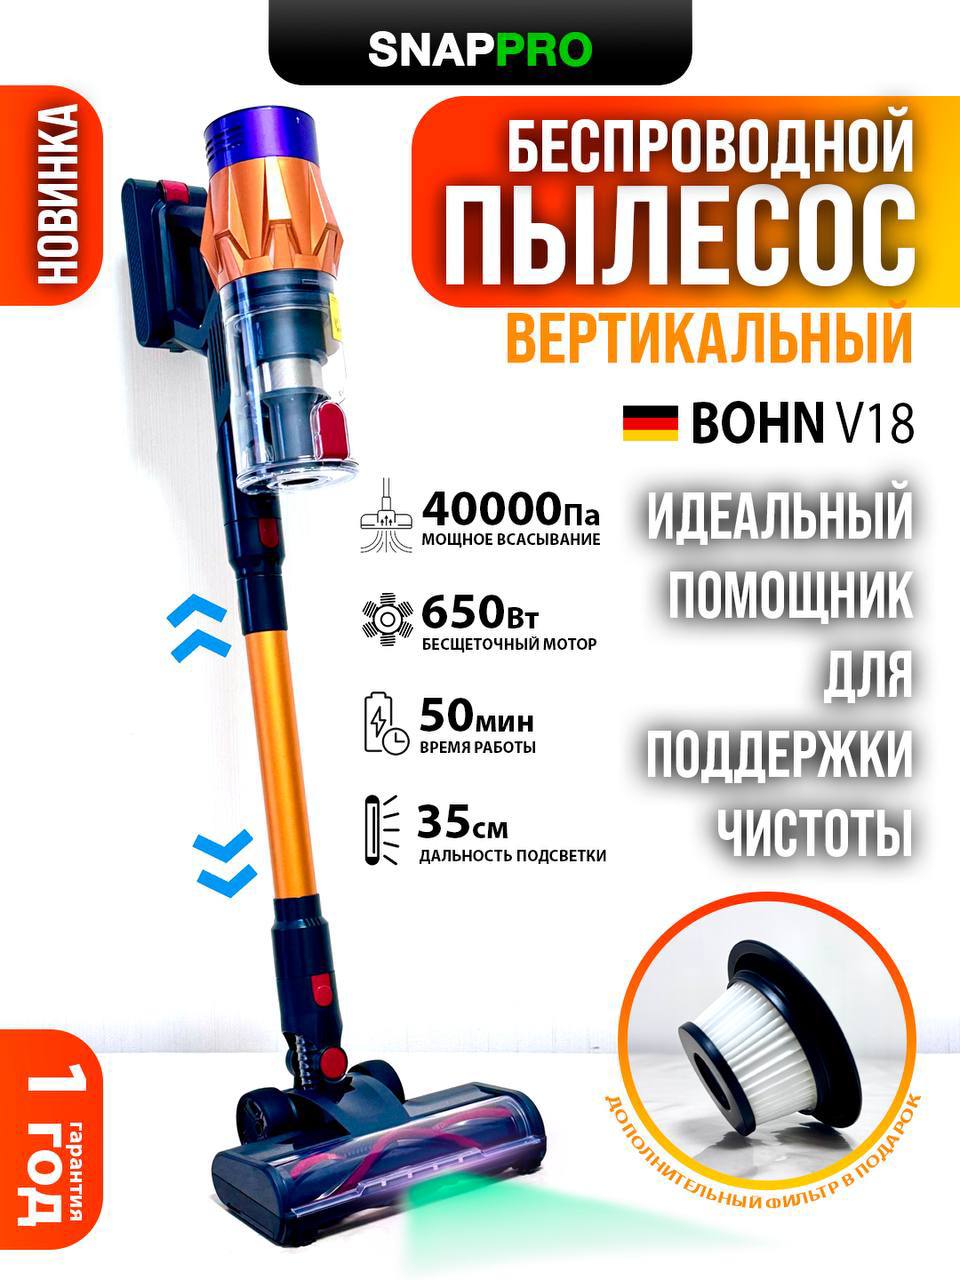 SNAPPRO
НОВИНКА
БЕСПРОВОДНОЙ
ПЫЛЕСОС
ВЕРТИКАЛЬНЫЙ
BOHN V18
40000Па
МОЩНОЕ ВСАСЫВАНИЕ
650Вт
БЕСЩЕТОЧНЫЙ МОТОР
50мин
ВРЕМЯ РАБОТЫ
35см
ДАЛЬНОСТЬ ПОДСВЕТКИ
ИДЕАЛЬНЫЙ
ПОМОЩНИК
ДЛЯ
ПОДДЕРЖКИ
ЧИСТОТЫ
ДОПОЛНИТЕЛЬНЫЙ ФИЛЬТР В ПОДАРОК
гарантия
1 ГОД